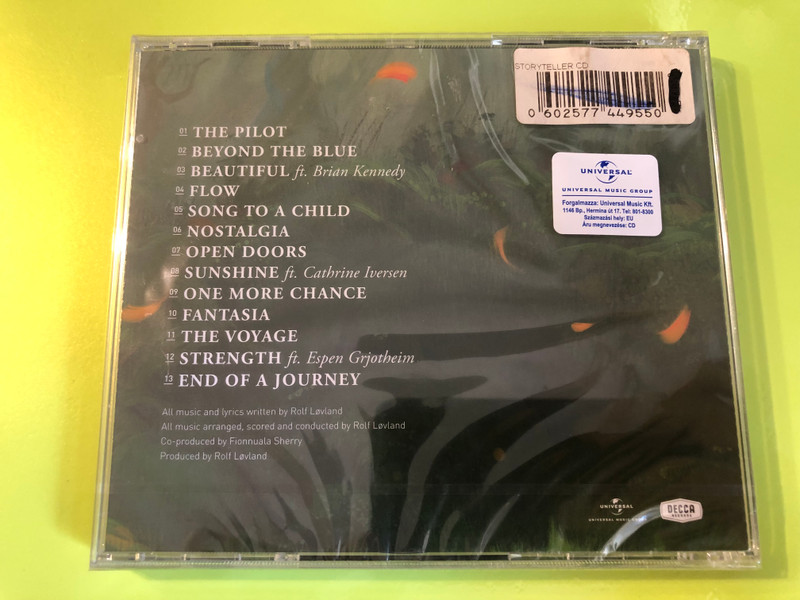 STORYTELLER CD
0 602577 449550
UNIVERSAL
UNIVERSAL MUSIC GROUP
Forgalmazza: Universal Music Kft.
1146 Bp., Hermina út 17. Tel: 801-8300
Származási hely: EU
Áru megnevezése: CD
01 THE PILOT
02 BEYOND THE BLUE
03 BEAUTIFUL ft. Brian Kennedy
04 FLOW
05 SONG TO A CHILD
06 NOSTALGIA
07 OPEN DOORS
08 SUNSHINE ft. Cathrine Iversen
09 ONE MORE CHANCE
10 FANTASIA
11 THE VOYAGE
12 STRENGTH ft. Espen Grjotheim
13 END OF A JOURNEY
All music and lyrics written by Rolf Løvland
All music arranged, scored and conducted by Rolf Løvland
Co-produced by Fionnuala Sherry
Produced by Rolf Løvland
UNIVERSAL
UNIVERSAL MUSIC GROUP
DECCA
RECORDS